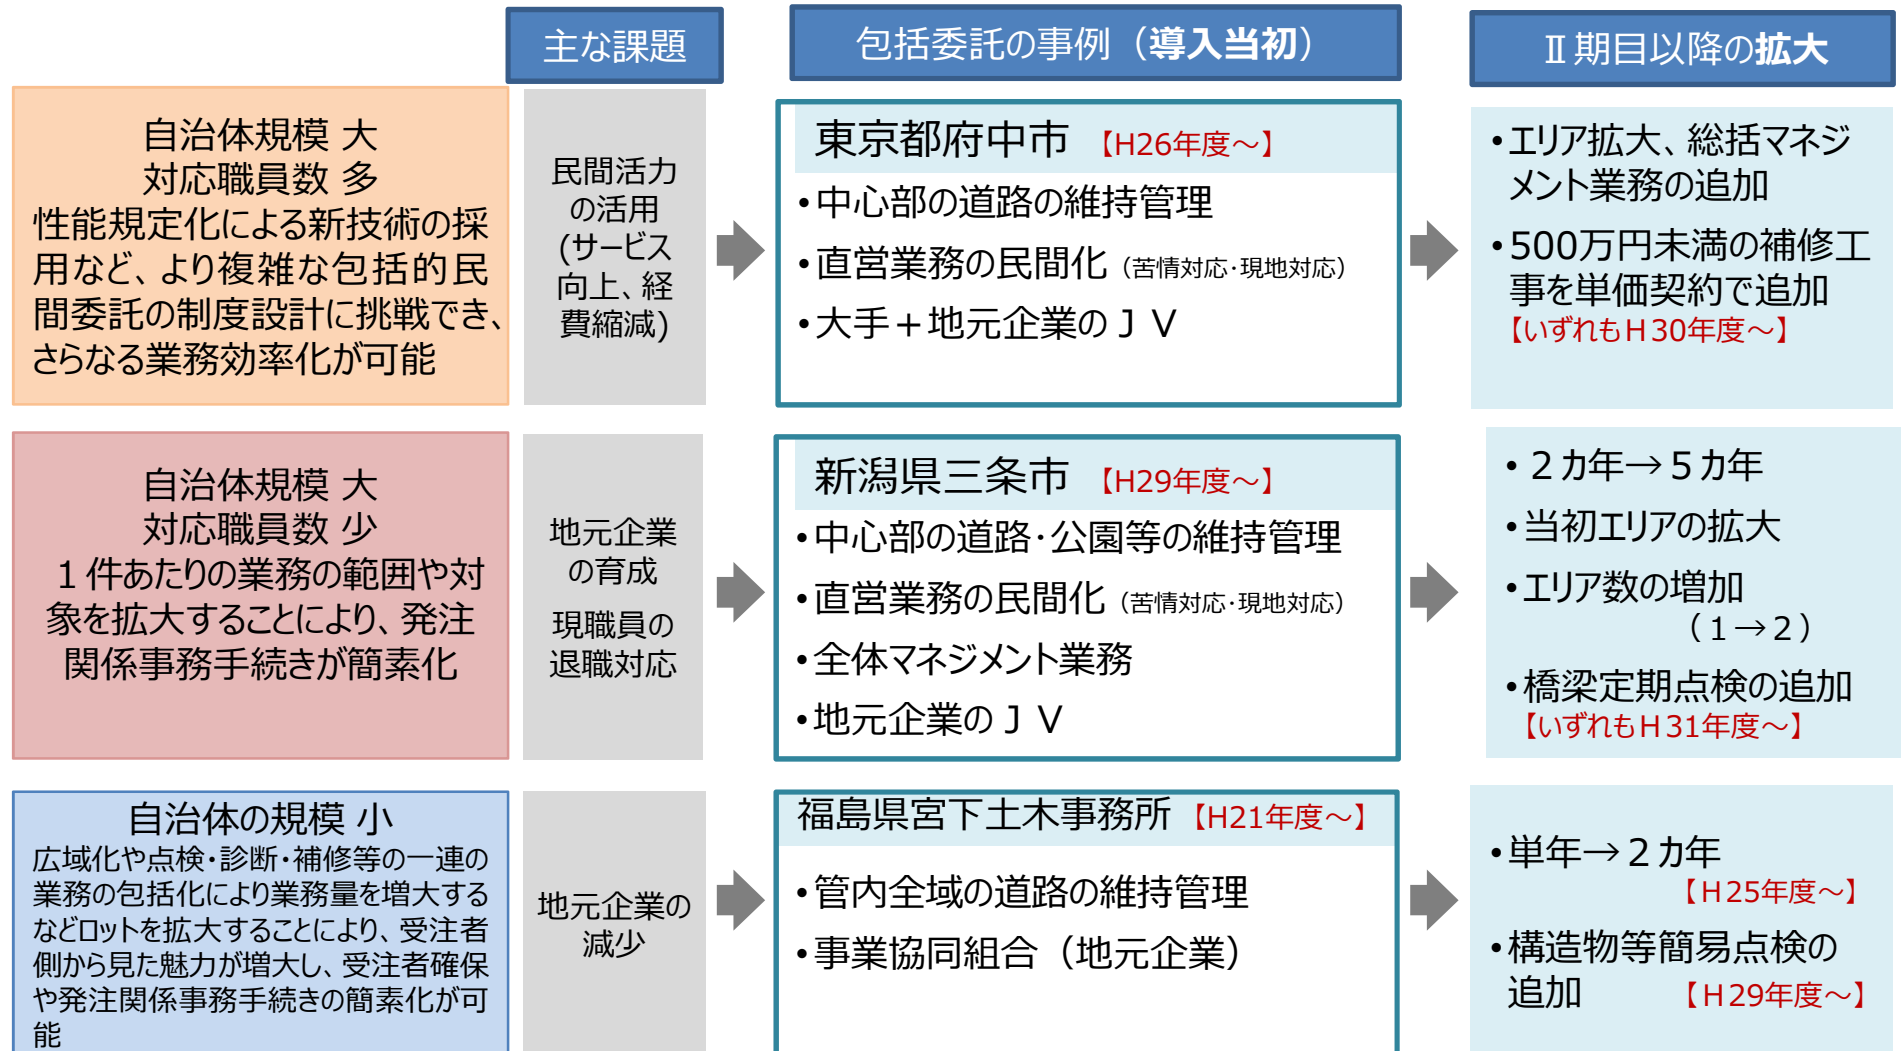 主な課題
包括委託の事例（導入当初）
Ⅱ期目以降の拡大
自治体規模 大
対応職員数 多
性能規定化による新技術の採
用など、より複雑な包括的民
間委託の制度設計に挑戦でき、
さらなる業務効率化が可能
民間活力
の活用
(サービス
向上、経
費縮減)
東京都府中市 【H26年度～】
•中心部の道路の維持管理
•直営業務の民間化（苦情対応・現地対応）
•大手＋地元企業のＪＶ
•エリア拡大、総括マネジ
メント業務の追加
•500万円未満の補修工
事を単価契約で追加
【いずれもＨ30年度～】
自治体規模 大
対応職員数 少
１件あたりの業務の範囲や対
象を拡大することにより、発注
関係事務手続きが簡素化
地元企業
の育成
現職員の
退職対応
新潟県三条市 【H29年度～】
•中心部の道路・公園等の維持管理
•直営業務の民間化（苦情対応・現地対応）
•全体マネジメント業務
•地元企業のＪＶ
•２カ年→５カ年
•当初エリアの拡大
•エリア数の増加
（１→２）
•橋梁定期点検の追加
【いずれもＨ31年度～】
自治体の規模 小
広域化や点検・診断・補修等の一連の
業務の包括化により業務量を増大する
などロットを拡大することにより、受注者
側から見た魅力が増大し、受注者確保
や発注関係事務手続きの簡素化が可
能
地元企業の
減少
福島県宮下土木事務所 【H21年度～】
•管内全域の道路の維持管理
•事業協同組合（地元企業）
•単年→２カ年
【Ｈ25年度～】
•構造物等簡易点検の
追加 【Ｈ29年度～】